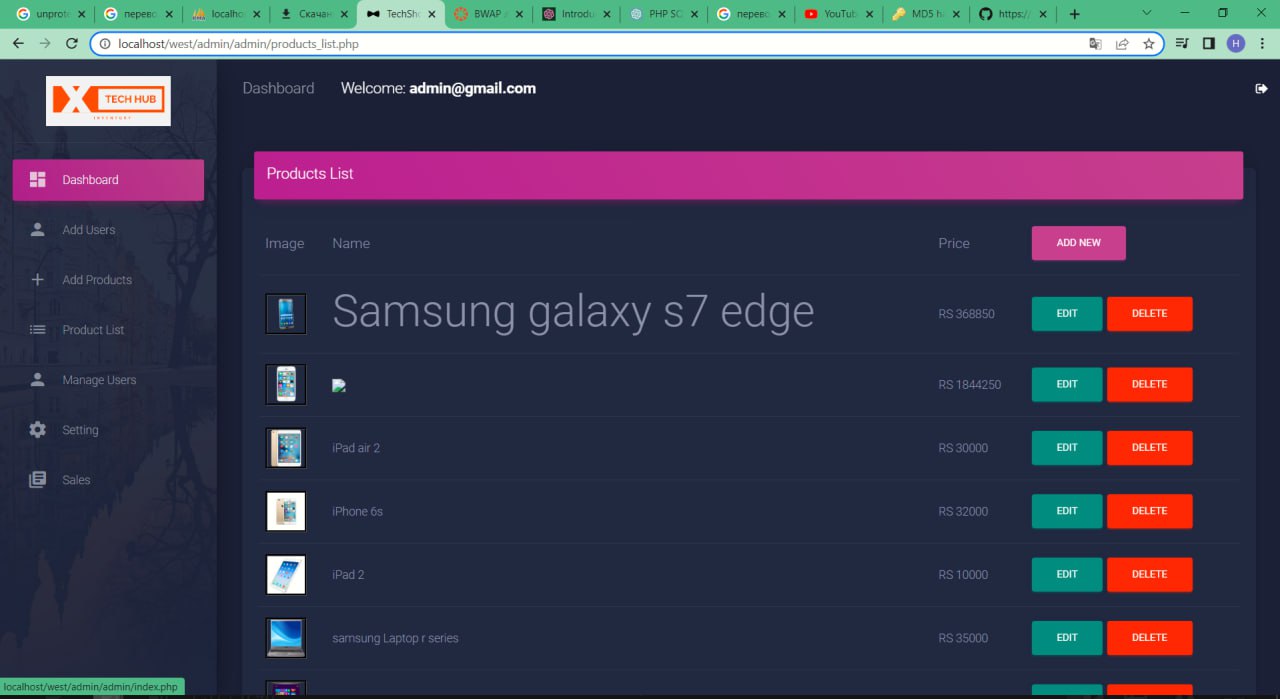 unprote
перево
localho
Скачан
TechSho
BWAP
Introdu
PHP SC
перево
YouTub
MD5 h
https://
localhost/west/admin/admin/products_list.php
H
X TECH HUB
INVENTORY
Dashboard Welcome: admin@gmail.com
Dashboard
Add Users
Add Products
Product List
Manage Users
Setting
Sales
Products List
Image Name Price ADD NEW
Samsung galaxy s7 edge RS 368850 EDIT DELETE
RS 1844250 EDIT DELETE
iPad air 2 RS 30000 EDIT DELETE
iPhone 6s RS 32000 EDIT DELETE
iPad 2 RS 10000 EDIT DELETE
samsung Laptop r series RS 35000 EDIT DELETE
localhost/west/admin/admin/index.php